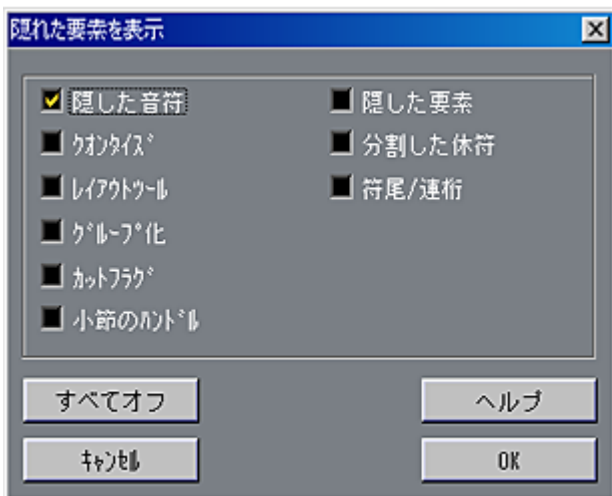 隠れた要素を表示
隠した音符
ｸｵﾝﾀｲｽﾞ
ﾚｲｱｳﾄﾂｰﾙ
ｸﾞﾙｰﾌﾟ化
ｶｯﾄﾌﾗｸﾞ
小節のﾊﾝﾄﾞﾙ
隠した要素
分割した休符
符尾/連桁
すべてオフ
ヘルプ
ｷｬﾝｾﾙ
OK